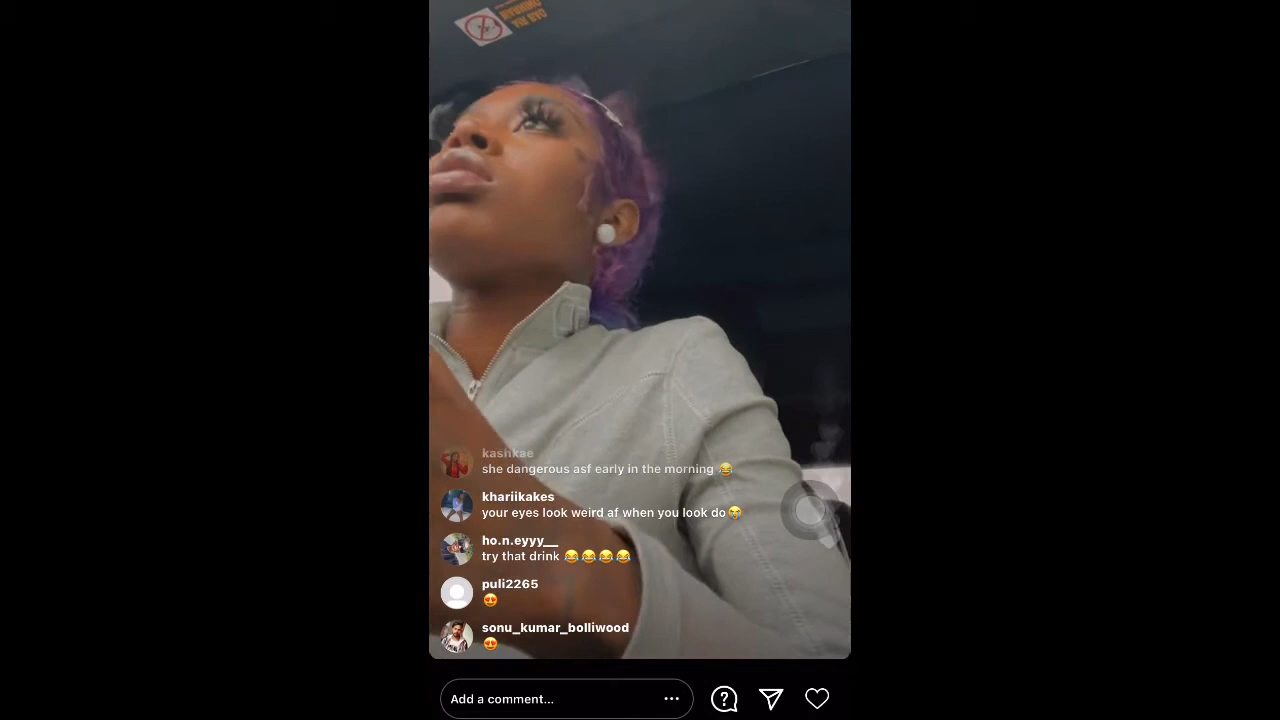 kashkae
she dangerous asf early in the morning 😂
khariikakes
your eyes look weird af when you look do😭
ho.n.eyyy__
try that drink 😂😂😂😂
puli2265
😍
sonu_kumar_bolliwood
😍
Add a comment...